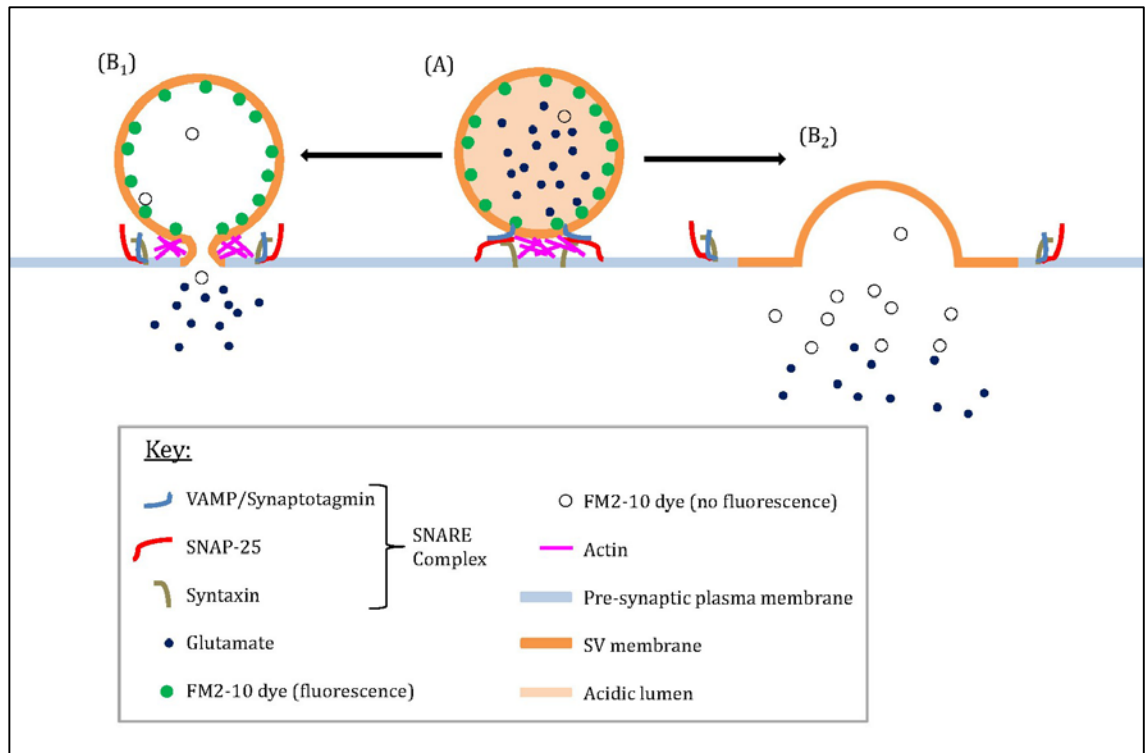 (B₁)
(A)
(B₂)
Key:
VAMP/Synaptotagmin
SNAP-25
Syntaxin
SNARE
Complex
Glutamate
FM2-10 dye (fluorescence)
FM2-10 dye (no fluorescence)
Actin
Pre-synaptic plasma membrane
SV membrane
Acidic lumen